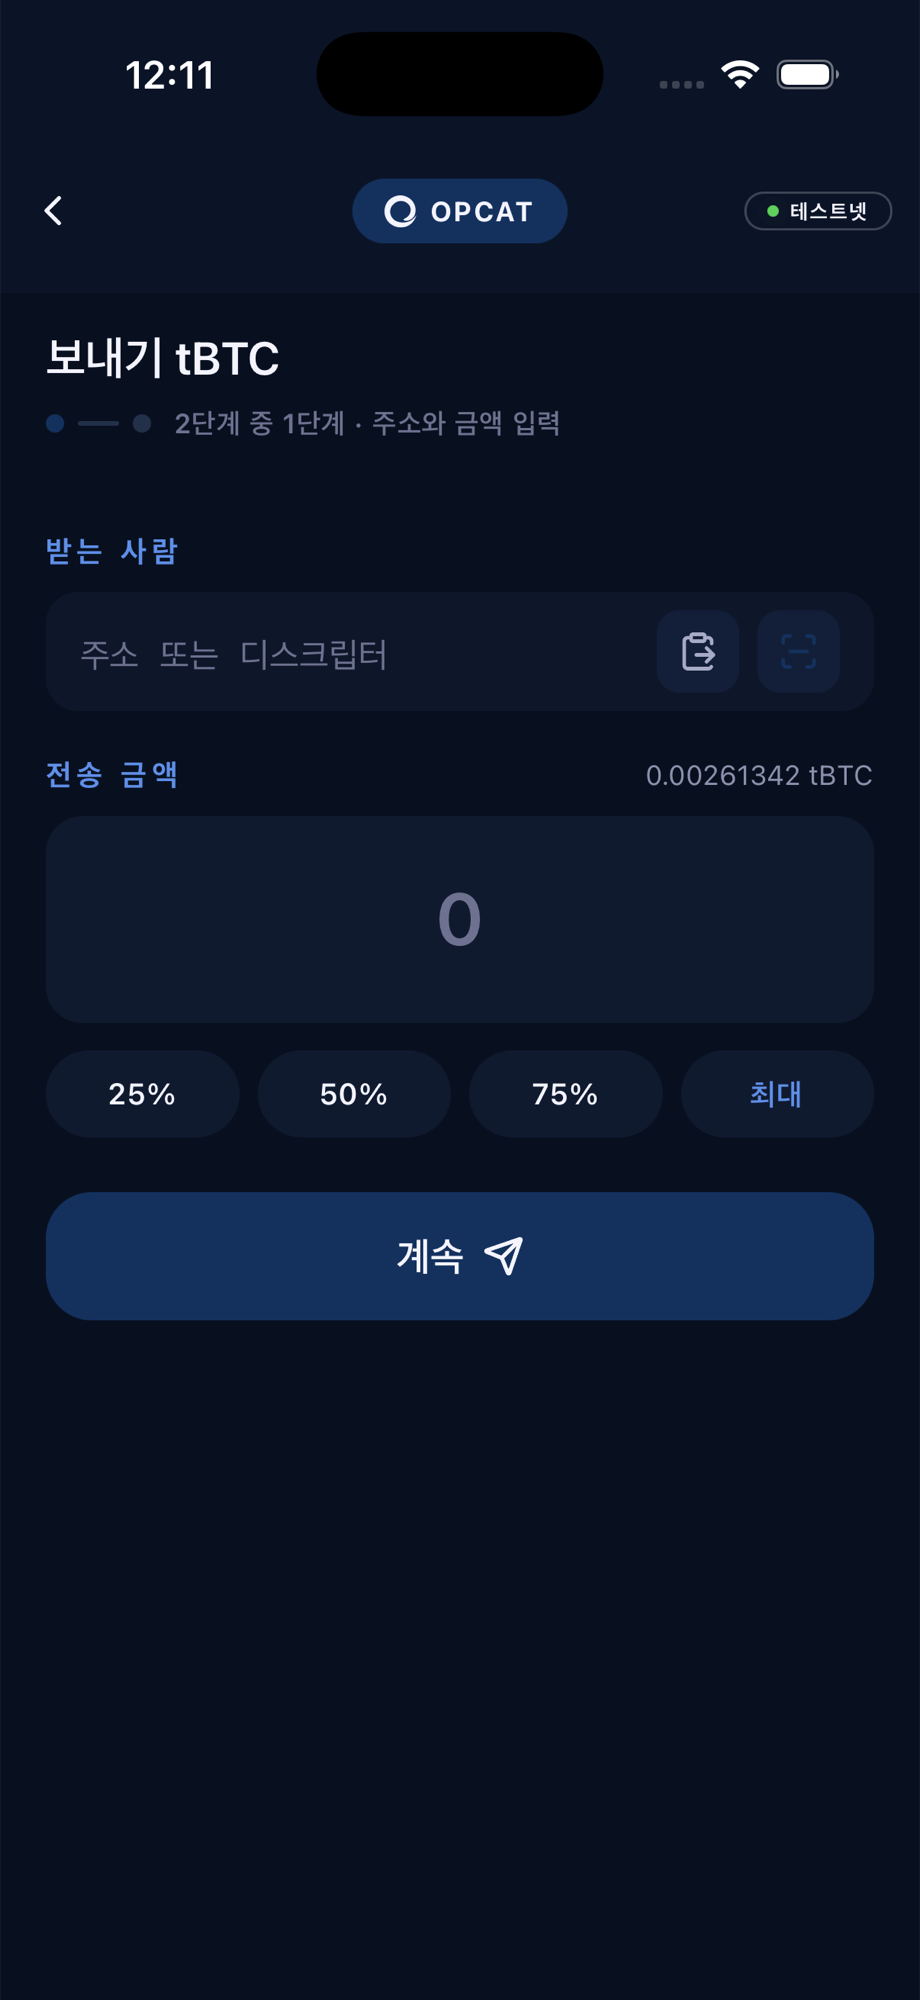 12:11
OPCAT
테스트넷
보내기 tBTC
2단계 중 1단계 · 주소와 금액 입력
받는 사람
주소 또는 디스크립터
전송 금액
0.00261342 tBTC
0
25%
50%
75%
최대
계속